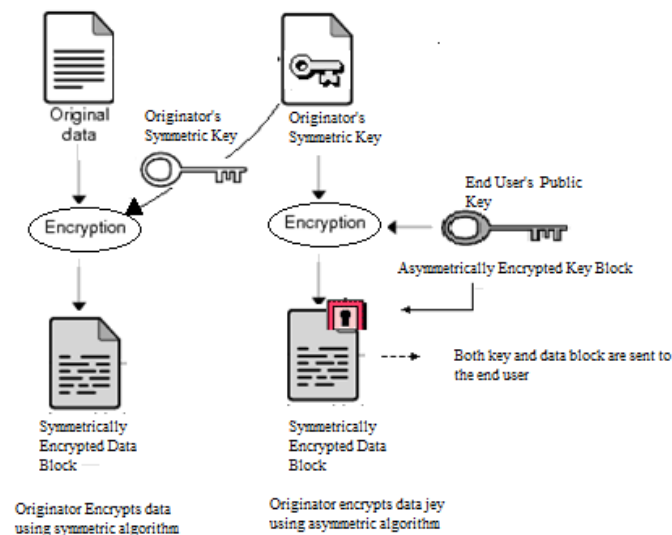 Original
data
Originator's
Symmetric Key
Originator's
Symmetric Key
End User's Public
Key
Encryption
Encryption
Asymmetrically Encrypted Key Block
Both key and data block are sent to
the end user
Symmetrically
Encrypted Data
Block
Symmetrically
Encrypted Data
Block
Originator Encrypts data
using symmetric algorithm
Originator encrypts data jey
using asymmetric algorithm